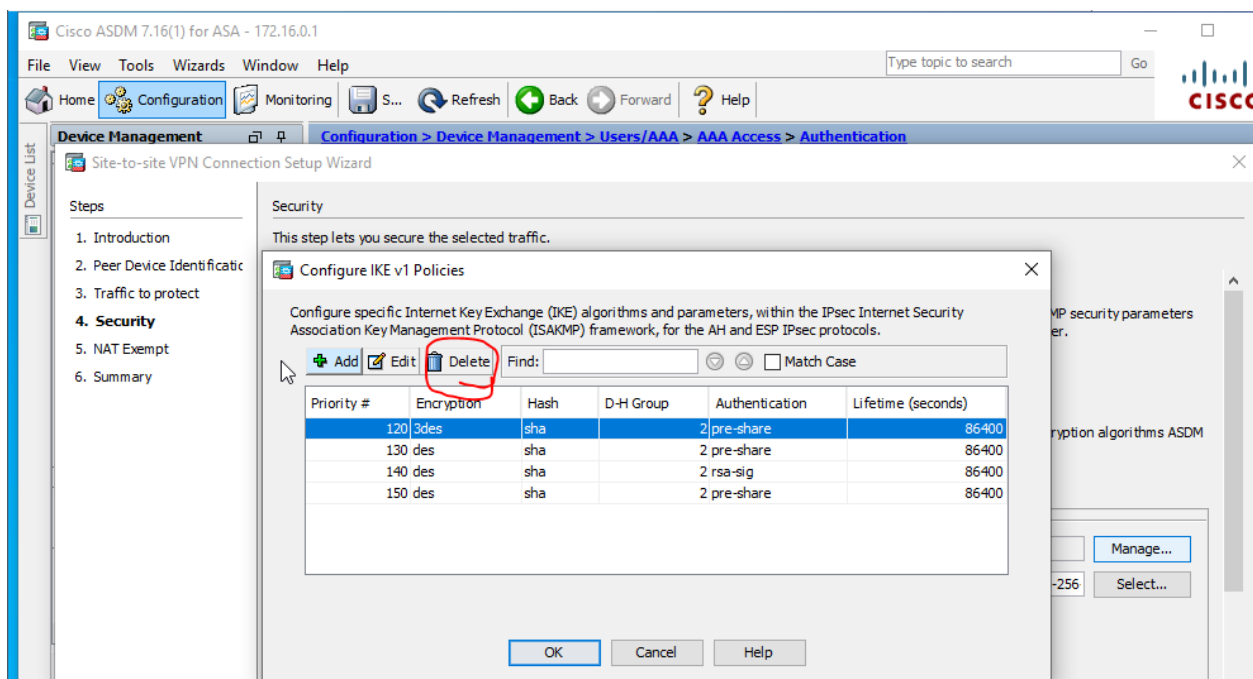 Cisco ASDM 7.16(1) for ASA - 172.16.0.1
File View Tools Wizards Window Help
Type topic to search
Go
Home Configuration Monitoring S... Refresh Back Forward Help
CISCO
Device List
Device Management
Configuration > Device Management > Users/AAA > AAA Access > Authentication
Site-to-site VPN Connection Setup Wizard
Steps
1. Introduction
2. Peer Device Identificatic
3. Traffic to protect
4. Security
5. NAT Exempt
6. Summary
Security
This step lets you secure the selected traffic.
Configure IKE v1 Policies
Configure specific Internet Key Exchange (IKE) algorithms and parameters, within the IPsec Internet Security
Association Key Management Protocol (ISAKMP) framework, for the AH and ESP IPsec protocols.
Add Edit Delete Find: Match Case
Priority # Encryption Hash D-H Group Authentication Lifetime (seconds)
120 3des sha 2 pre-share 86400
130 des sha 2 pre-share 86400
140 des sha 2 rsa-sig 86400
150 des sha 2 pre-share 86400
OK Cancel Help
MP security parameters
er.
ryption algorithms ASDM
Manage...
-256- Select...